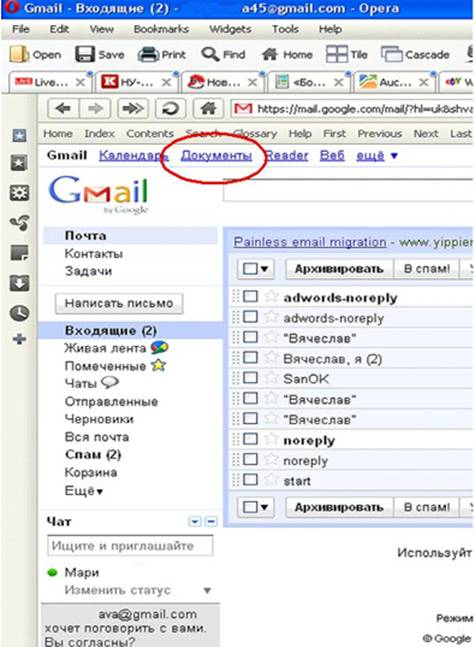 Gmail - Входящие (2) - a45@gmail.com - Opera
File Edit View Bookmarks Widgets Tools Help
Open Save Print Find Home Tile Cascade
Live... НУ-... Нов... «Бо... Auc... W
https://mail.google.com/mail/?hl=uk&shva
Home Index Contents Search Glossary Help First Previous Next Last
Gmail Календарь Документы Reader Веб ещё ▼
GMail
by Google
Почта
Контакты
Задачи
Написать письмо
Входящие (2)
Живая лента
Помеченные
Чаты
Отправленные
Черновики
Вся почта
Спам (2)
Корзина
Ещё▾
Чат
Ищите и приглашайте
Мари
Изменить статус
ava@gmail.com
хочет поговорить с вами.
Вы согласны?
Painless email migration - www.yippie
Архивировать В спам!
adwords-noreply
adwords-noreply
"Вячеслав"
Вячеслав, я (2)
SanOK
"Вячеслав"
"Вячеслав"
noreply
noreply
start
Архивировать В спам!
Используйт
Режим
© Google